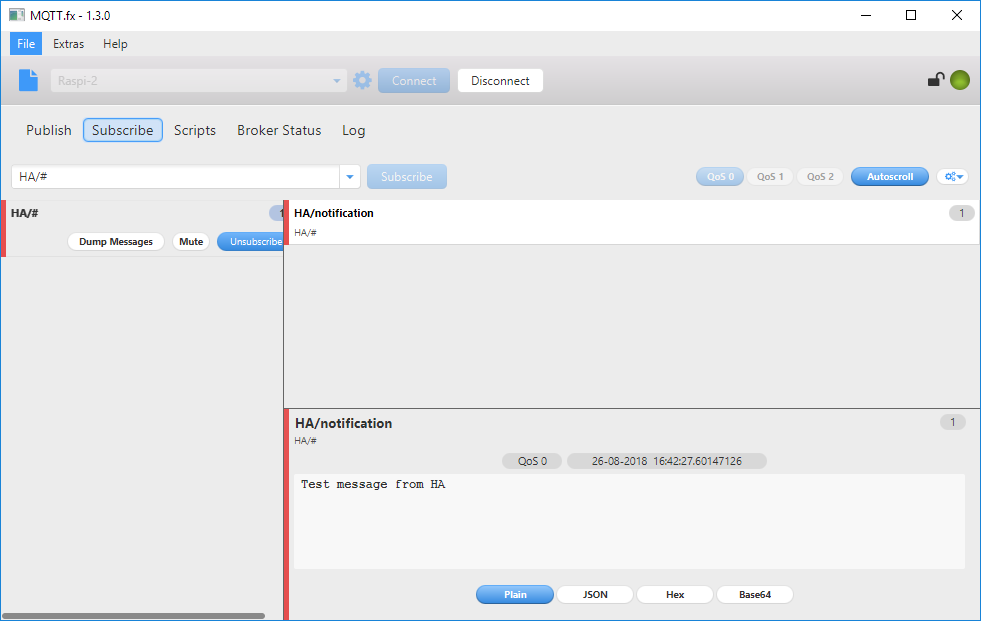 MQTT.fx - 1.3.0
File Extras Help
Raspi-2 Connect Disconnect
Publish Subscribe Scripts Broker Status Log
HA/# Subscribe QoS 0 QoS 1 QoS 2 Autoscroll
HA/# 1
Dump Messages Mute Unsubscribe
HA/notification 1
HA/#
HA/notification 1
HA/#
QoS 0 26-08-2018 16:42:27.60147126
Test message from HA
Plain JSON Hex Base64